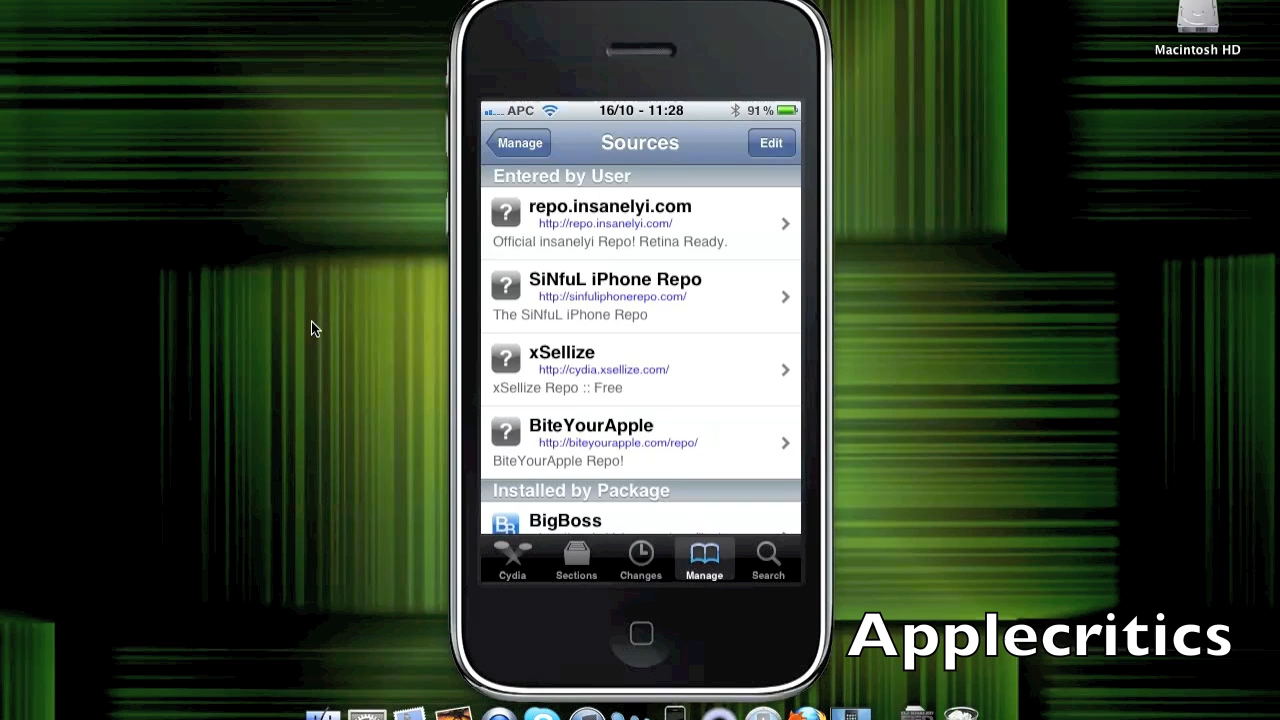 Macintosh HD
APC 16/10 - 11:28 91%
Manage Sources Edit
Entered by User
repo.insanelyi.com
http://repo.insanelyi.com/
Official insanelyi Repo! Retina Ready.
SiNfuL iPhone Repo
http://sinfuliphonerepo.com/
The SiNfuL iPhone Repo
xSellize
http://cydia.xsellize.com/
xSellize Repo :: Free
BiteYourApple
http://biteyourapple.com/repo/
BiteYourApple Repo!
Installed by Package
BigBoss
Cydia Sections Changes Manage Search
Applecritics